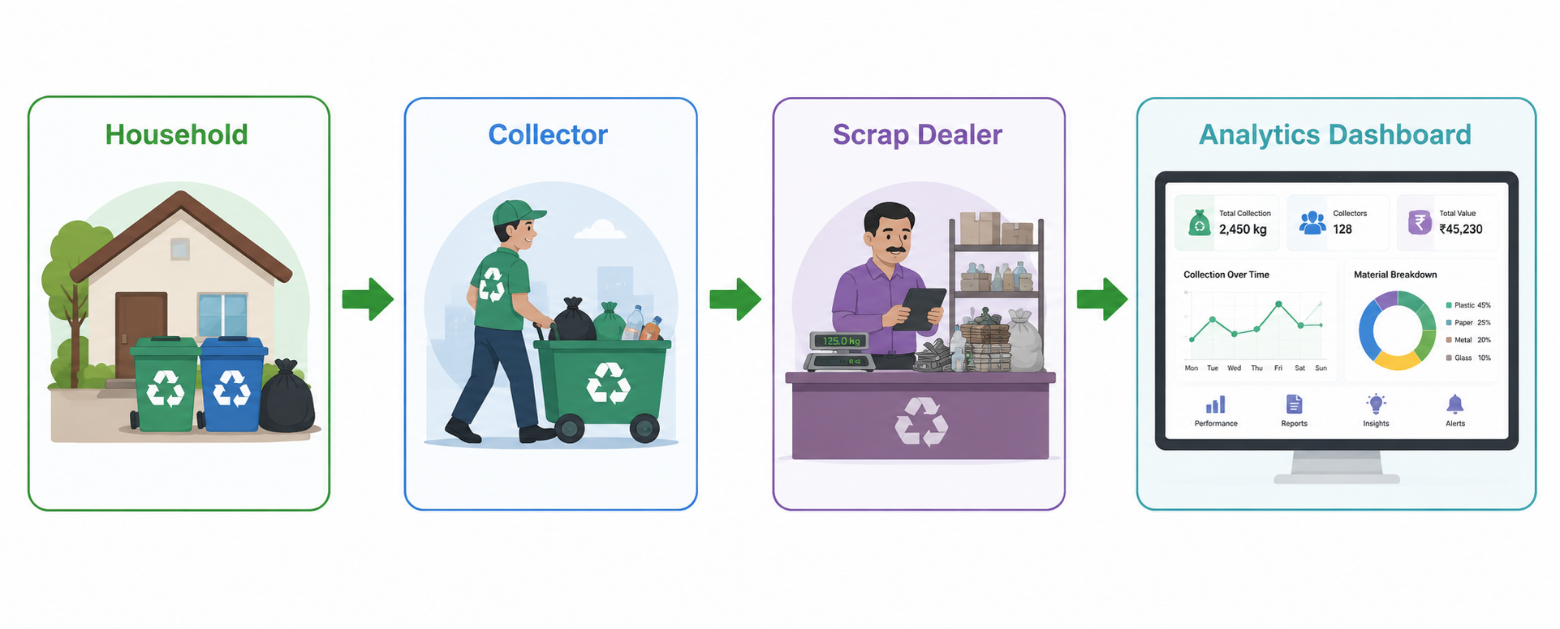 Household
Collector
Scrap Dealer
125.0 kg
Analytics Dashboard
Total Collection
2,450 kg
Collectors
128
Total Value
₹45,230
Collection Over Time
Mon Tue Wed Thu Fri Sat Sun
Material Breakdown
Plastic 45%
Paper 25%
Metal 20%
Glass 10%
Performance
Reports
Insights
Alerts